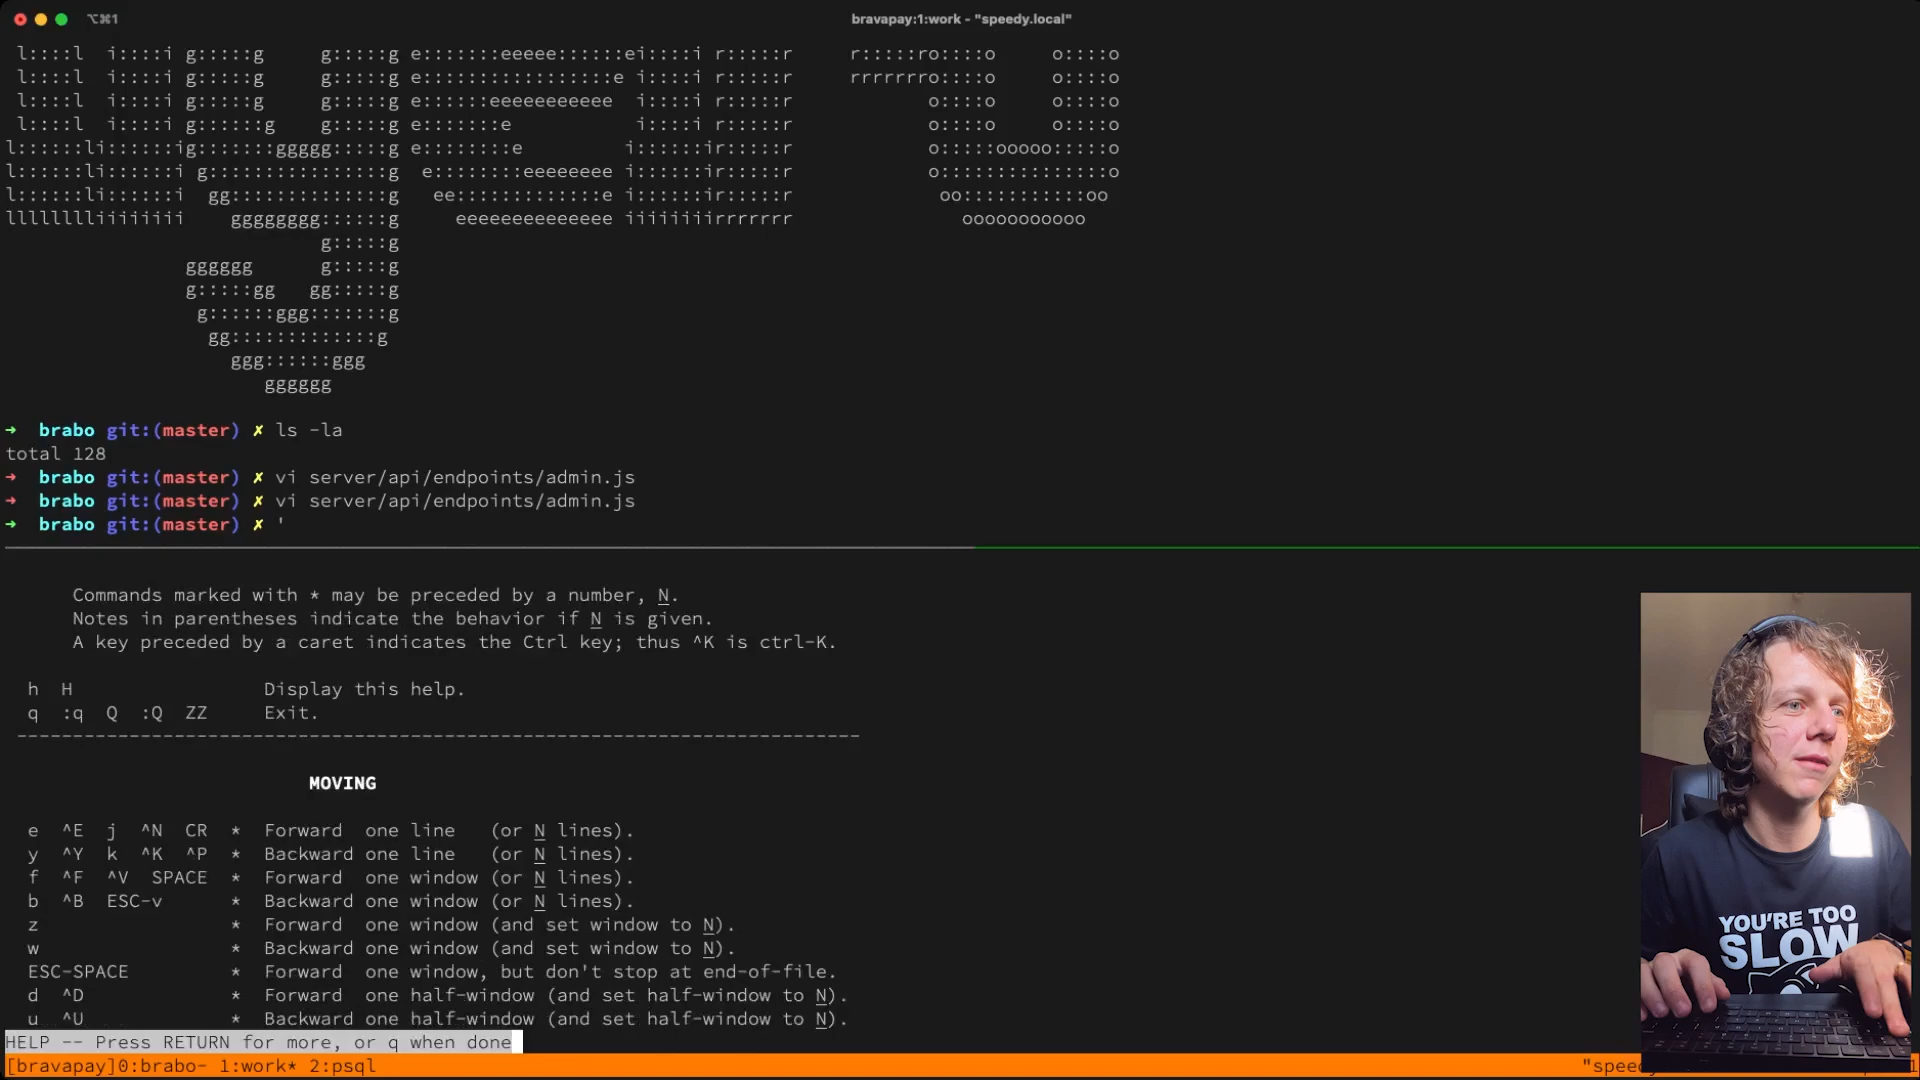 ⌥⌘1
bravapay:1:work - "speedy.local"
l::::l  i::::i g:::::g     g:::::g e:::::::eeeee::::::ei::::i r:::::r     r:::::ro::::o     o::::o
l::::l  i::::i g:::::g     g:::::g e:::::::::::::::::e i::::i r:::::r     rrrrrrro::::o     o::::o
l::::l  i::::i g:::::g     g:::::g e::::::eeeeeeeeeee  i::::i r:::::r            o::::o     o::::o
l::::l  i::::i g::::::g    g:::::g e:::::::e           i::::i r:::::r            o::::o     o::::o
l::::::li::::::ig:::::::ggggg:::::g e::::::::e         i::::::ir:::::r            o:::::ooooo:::::o
l::::::li::::::i g::::::::::::::::g  e::::::::eeeeeeee i::::::ir:::::r            o:::::::::::::::o
l::::::li::::::i  gg::::::::::::::g   ee:::::::::::::e i::::::ir:::::r             oo:::::::::::oo
lllllllliiiiiiii    gggggggg::::::g     eeeeeeeeeeeeee iiiiiiiirrrrrrr               ooooooooooo
g:::::g
gggggg      g:::::g
g:::::gg   gg:::::g
g::::::ggg:::::::g
gg:::::::::::::g
ggg::::::ggg
gggggg
➜  brabo git:(master) ✗ ls -la
total 128
➜  brabo git:(master) ✗ vi server/api/endpoints/admin.js
➜  brabo git:(master) ✗ vi server/api/endpoints/admin.js
➜  brabo git:(master) ✗ '
Commands marked with * may be preceded by a number, N.
Notes in parentheses indicate the behavior if N is given.
A key preceded by a caret indicates the Ctrl key; thus ^K is ctrl-K.
h  H                 Display this help.
q  :q  Q  :Q  ZZ     Exit.
---------------------------------------------------------------------------
MOVING
e  ^E  j  ^N  CR  *  Forward  one line   (or N lines).
y  ^Y  k  ^K  ^P  *  Backward one line   (or N lines).
f  ^F  ^V  SPACE  *  Forward  one window (or N lines).
b  ^B  ESC-v      *  Backward one window (or N lines).
z                 *  Forward  one window (and set window to N).
w                 *  Backward one window (and set window to N).
ESC-SPACE         *  Forward  one window, but don't stop at end-of-file.
d  ^D             *  Forward  one half-window (and set half-window to N).
u  ^U             *  Backward one half-window (and set half-window to N).
HELP -- Press RETURN for more, or q when done
[bravapay]0:brabo- 1:work* 2:psql
YOU'RE TOO
SLOW